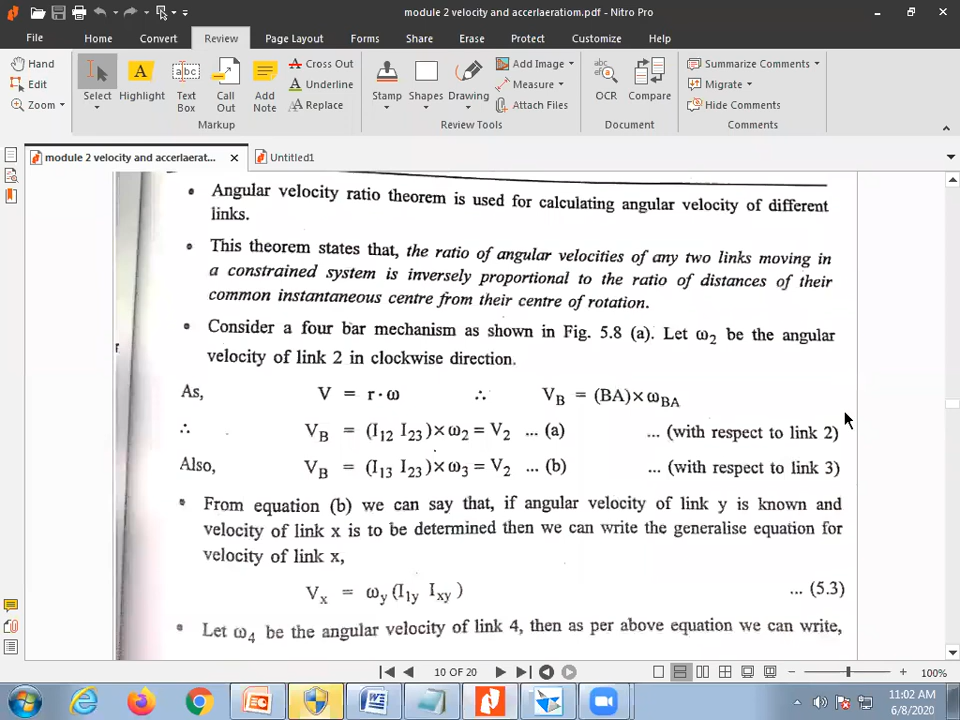 module 2 velocity and accerlaeratiom.pdf - Nitro Pro
File Home Convert Review Page Layout Forms Share Erase Protect Customize Help
Hand
Edit
Zoom
Select
Highlight
Text Box
Call Out
Add Note
Cross Out
Underline
Replace
Markup
Stamp
Shapes
Drawing
Add Image
Measure
Attach Files
Review Tools
OCR
Compare
Document
Summarize Comments
Migrate
Hide Comments
Comments
module 2 velocity and accerlaerat... Untitled1
• Angular velocity ratio theorem is used for calculating angular velocity of different
links.
• This theorem states that, the ratio of angular velocities of any two links moving in
a constrained system is inversely proportional to the ratio of distances of their
common instantaneous centre from their centre of rotation.
• Consider a four bar mechanism as shown in Fig. 5.8 (a). Let ω₂ be the angular
velocity of link 2 in clockwise direction.
As, V = r · ω ∴ V_B = (BA)×ω_BA
∴ V_B = (I₁₂ I₂₃)×ω₂ = V₂ ... (a) ... (with respect to link 2)
Also, V_B = (I₁₃ I₂₃)×ω₃ = V₂ ... (b) ... (with respect to link 3)
• From equation (b) we can say that, if angular velocity of link y is known and
velocity of link x is to be determined then we can write the generalise equation for
velocity of link x,
V_x = ω_y (I_1y I_xy) ... (5.3)
• Let ω₄ be the angular velocity of link 4, then as per above equation we can write,
10 OF 20
100%
11:02 AM
6/8/2020